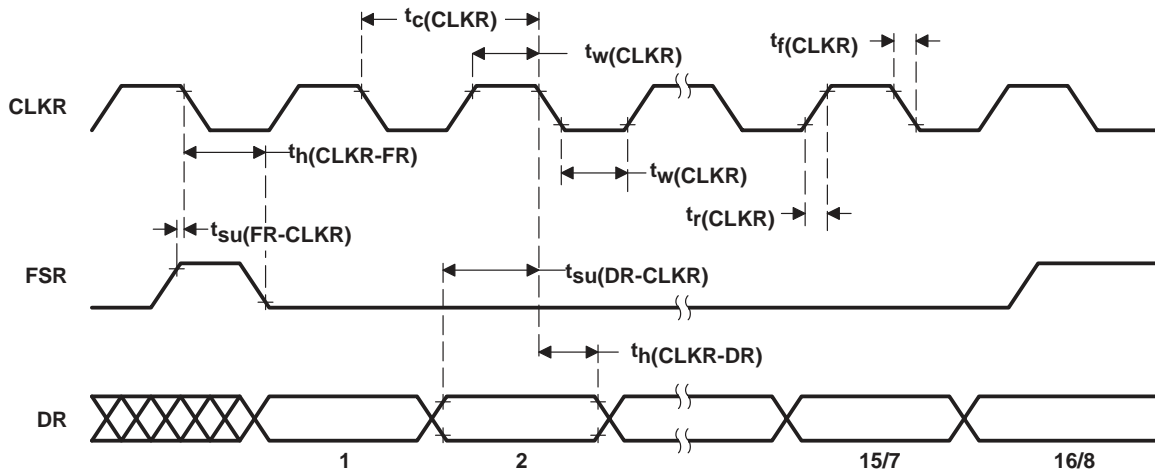 tc(CLKR)
tw(CLKR)
tf(CLKR)
CLKR
th(CLKR-FR)
tw(CLKR)
tr(CLKR)
tsu(FR-CLKR)
FSR
tsu(DR-CLKR)
th(CLKR-DR)
DR
1 2 15/7 16/8